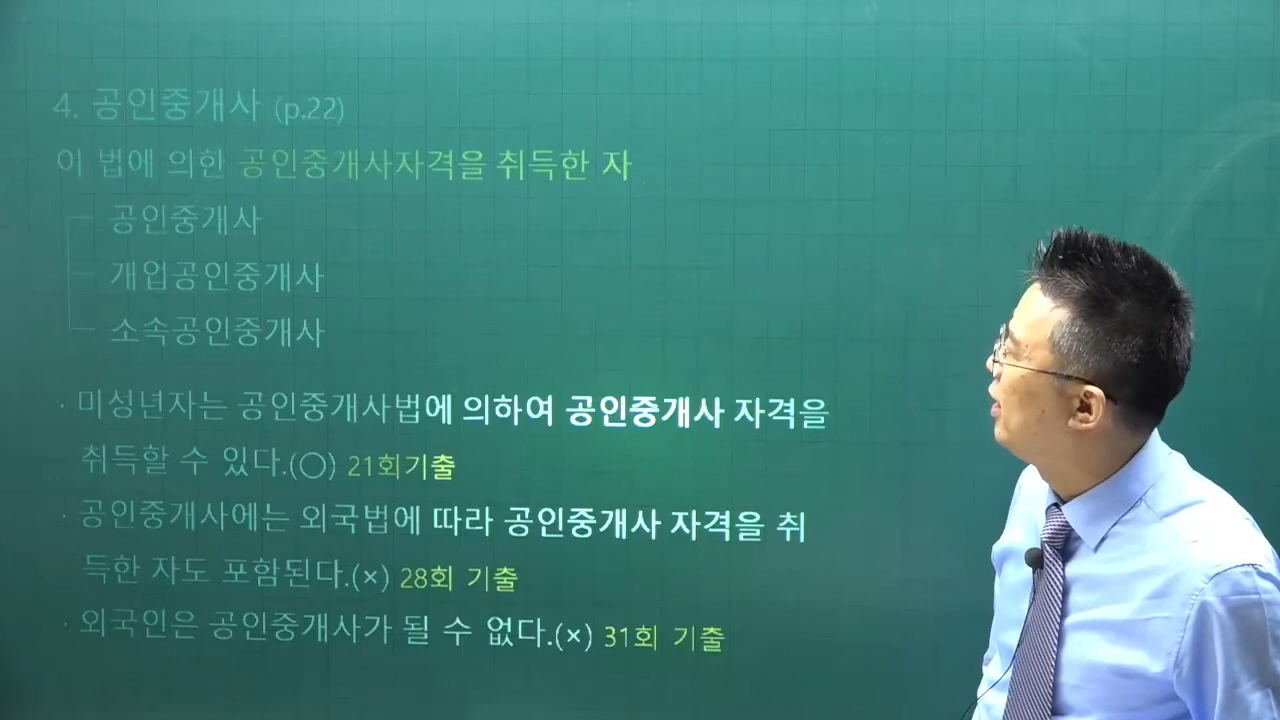 4. 공인중개사 (p.22)
이 법에 의한 공인중개사자격을 취득한 자
공인중개사
개업공인중개사
소속공인중개사
· 미성년자는 공인중개사법에 의하여 공인중개사 자격을
취득할 수 있다.(○) 21회기출
· 공인중개사에는 외국법에 따라 공인중개사 자격을 취
득한 자도 포함된다.(×) 28회 기출
· 외국인은 공인중개사가 될 수 없다.(×) 31회 기출